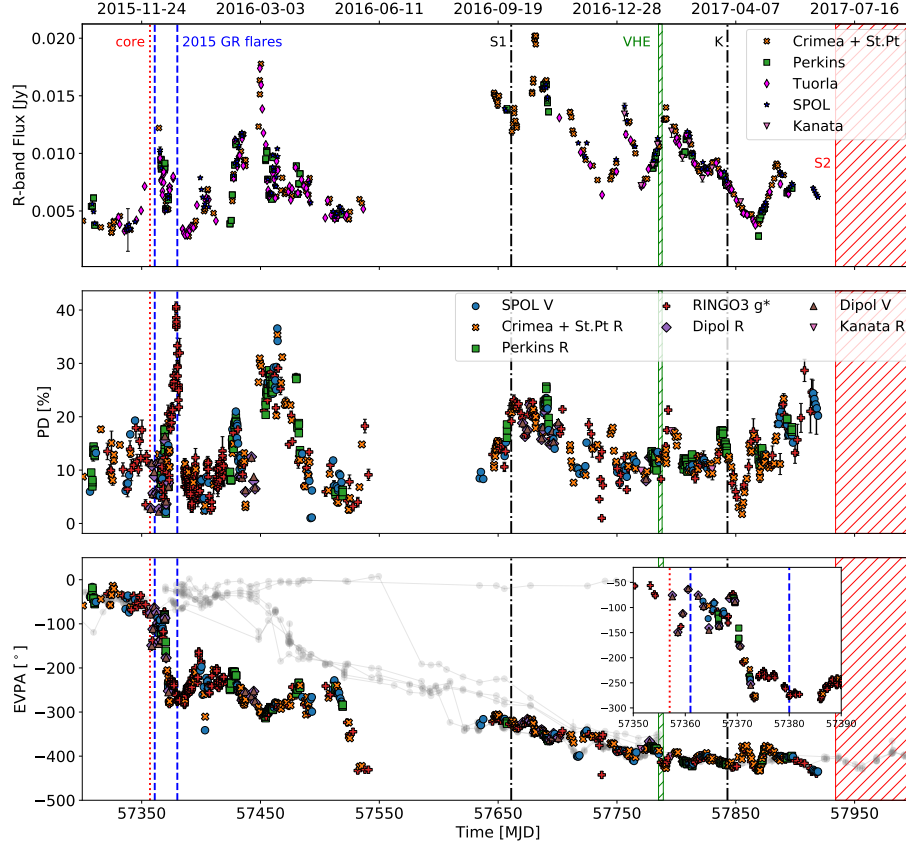 2015-11-24 2016-03-03 2016-06-11 2016-09-19 2016-12-28 2017-04-07 2017-07-16
core
2015 GR flares
S1
VHE
K
S2
Crimea + St.Pt
Perkins
Tuorla
SPOL
Kanata
0.020
0.015
0.010
0.005
R-band Flux [Jy]
SPOL V
Crimea + St.Pt R
Perkins R
RINGO3 g*
Dipol R
Dipol V
Kanata R
40
30
20
10
0
PD [%]
0
−100
−200
−300
−400
−500
EVPA [°]
−100
−150
−200
−250
−300
57350 57360 57370 57380 57390
57350 57450 57550 57650 57750 57850 57950
Time [MJD]